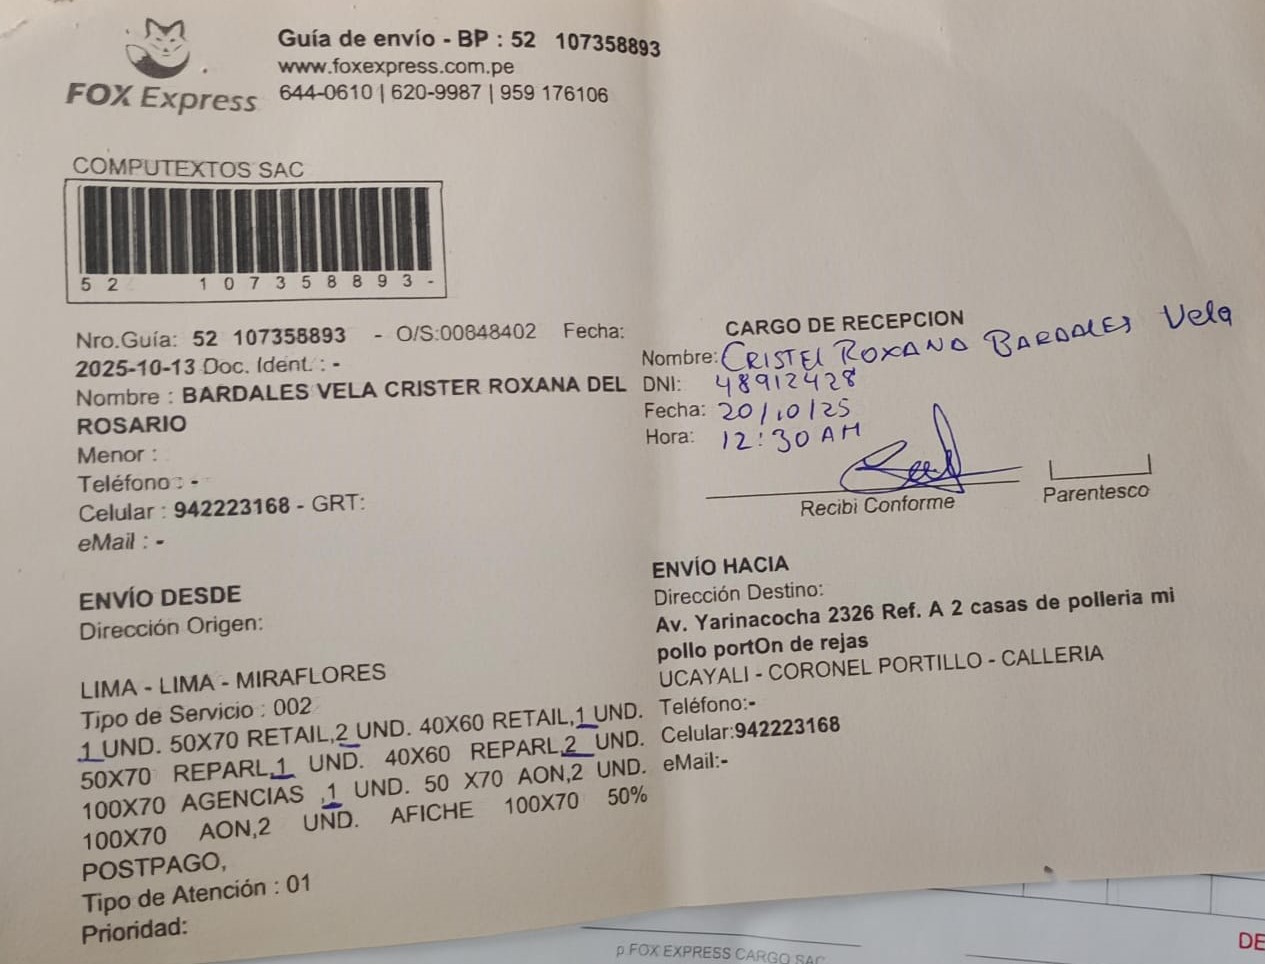 FOX Express
Guía de envío - BP : 52 107358893
www.foxexpress.com.pe
644-0610 | 620-9987 | 959 176106
COMPUTEXTOS SAC
52 107358893-
Nro.Guía: 52 107358893 - O/S:00848402 Fecha:
2025-10-13 Doc. Ident. : -
Nombre : BARDALES VELA CRISTER ROXANA DEL
ROSARIO
Menor :
Teléfono : -
Celular : 942223168 - GRT:
eMail : -
CARGO DE RECEPCION
Nombre: CRISTEl ROXANA BARDALES Vela
DNI: 48912428
Fecha: 20/10/25
Hora: 12:30 AM
Recibi Conforme
Parentesco
ENVÍO DESDE
Dirección Origen:
LIMA - LIMA - MIRAFLORES
Tipo de Servicio : 002
1 UND. 50X70 RETAIL,2 UND. 40X60 RETAIL,1 UND.
50X70 REPARL,1 UND. 40X60 REPARL,2 UND.
100X70 AGENCIAS ,1 UND. 50 X70 AON,2 UND.
100X70 AON,2 UND. AFICHE 100X70 50%
POSTPAGO,
Tipo de Atención : 01
Prioridad:
ENVÍO HACIA
Dirección Destino:
Av. Yarinacocha 2326 Ref. A 2 casas de polleria mi
pollo portOn de rejas
UCAYALI - CORONEL PORTILLO - CALLERIA
Teléfono:-
Celular:942223168
eMail:-
p.FOX EXPRESS CARGO SAC
DE